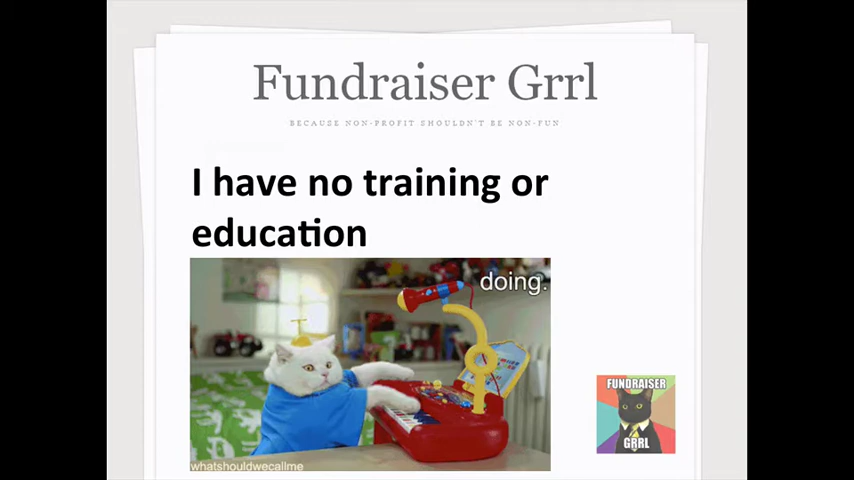 Fundraiser Grrl
BECAUSE NON-PROFIT SHOULDN'T BE NON-FUN
I have no training or
education
doing.
whatshouldwecallme
FUNDRAISER
GRRL